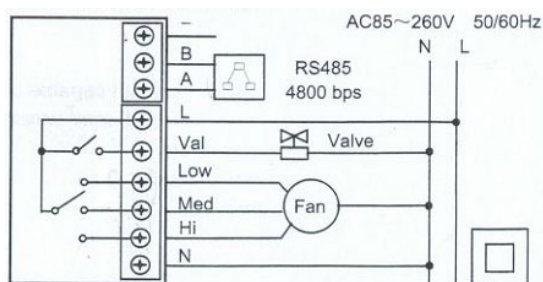 AC85～260V 50/60Hz
N L
−
B
A
RS485
4800 bps
L
Val
Valve
Low
Med
Fan
Hi
N